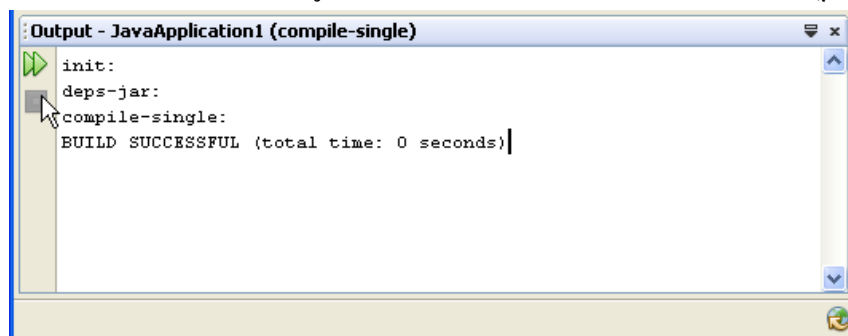 Output - JavaApplication1 (compile-single)
init:
deps-jar:
compile-single:
BUILD SUCCESSFUL (total time: 0 seconds)